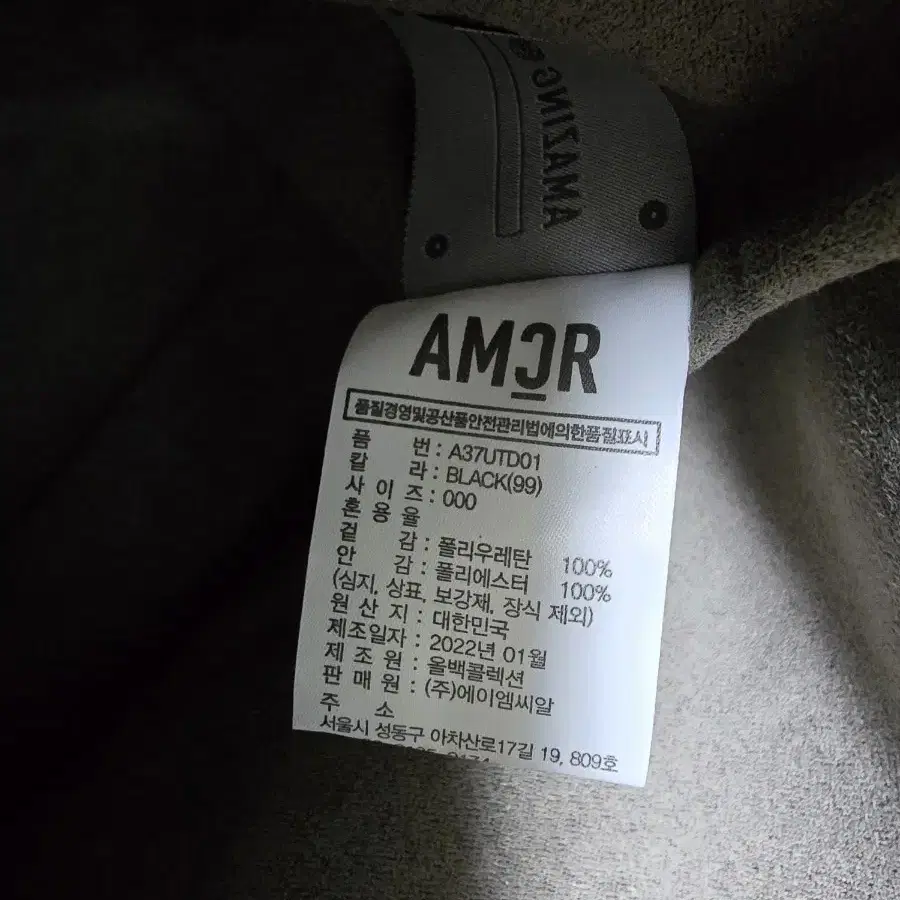 AMAZING
AMCR
품질경영및공산품안전관리법에의한품질표시
품 번 : A37UTD01
칼 라 : BLACK(99)
사 이 즈 : 000
혼 용 율
겉 감 : 폴리우레탄 100%
안 감 : 폴리에스터 100%
(심지, 상표, 보강재, 장식 제외)
원 산 지 : 대한민국
제조일자 : 2022년 01월
제 조 원 : 올백콜렉션
판 매 원 : (주)에이엠씨알
주 소
서울시 성동구 아차산로17길 19, 809호